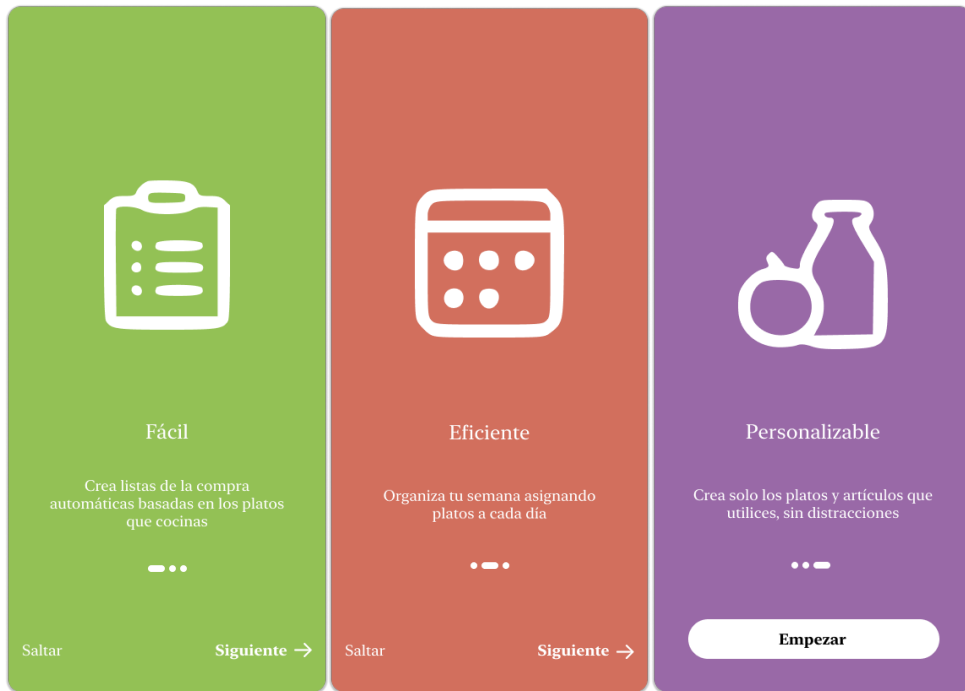 Fácil
Crea listas de la compra
automáticas basadas en los platos
que cocinas
Saltar
Siguiente
Eficiente
Organiza tu semana asignando
platos a cada día
Saltar
Siguiente
Personalizable
Crea solo los platos y artículos que
utilices, sin distracciones
Empezar